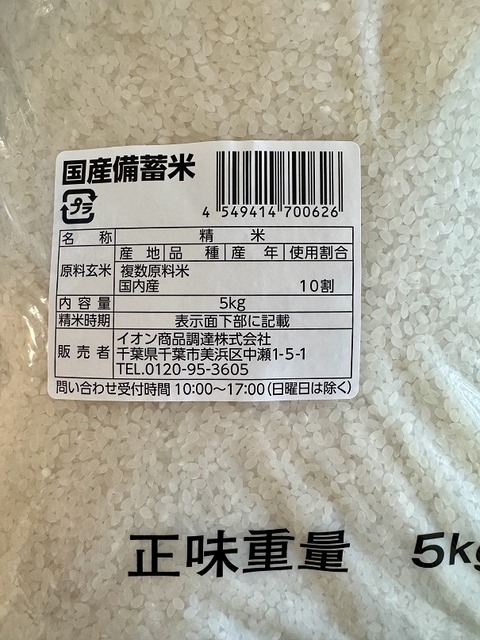 国産備蓄米
プラ
4 549414 700626
名 称 精 米
産 地 品 種 産 年 使用割合
原料玄米 複数原料米
国内産 10割
内 容 量 5kg
精米時期 表示面下部に記載
販 売 者 イオン商品調達株式会社
千葉県千葉市美浜区中瀬1-5-1
TEL.0120-95-3605
問い合わせ受付時間 10:00~17:00(日曜日は除く)
正味重量 5kg